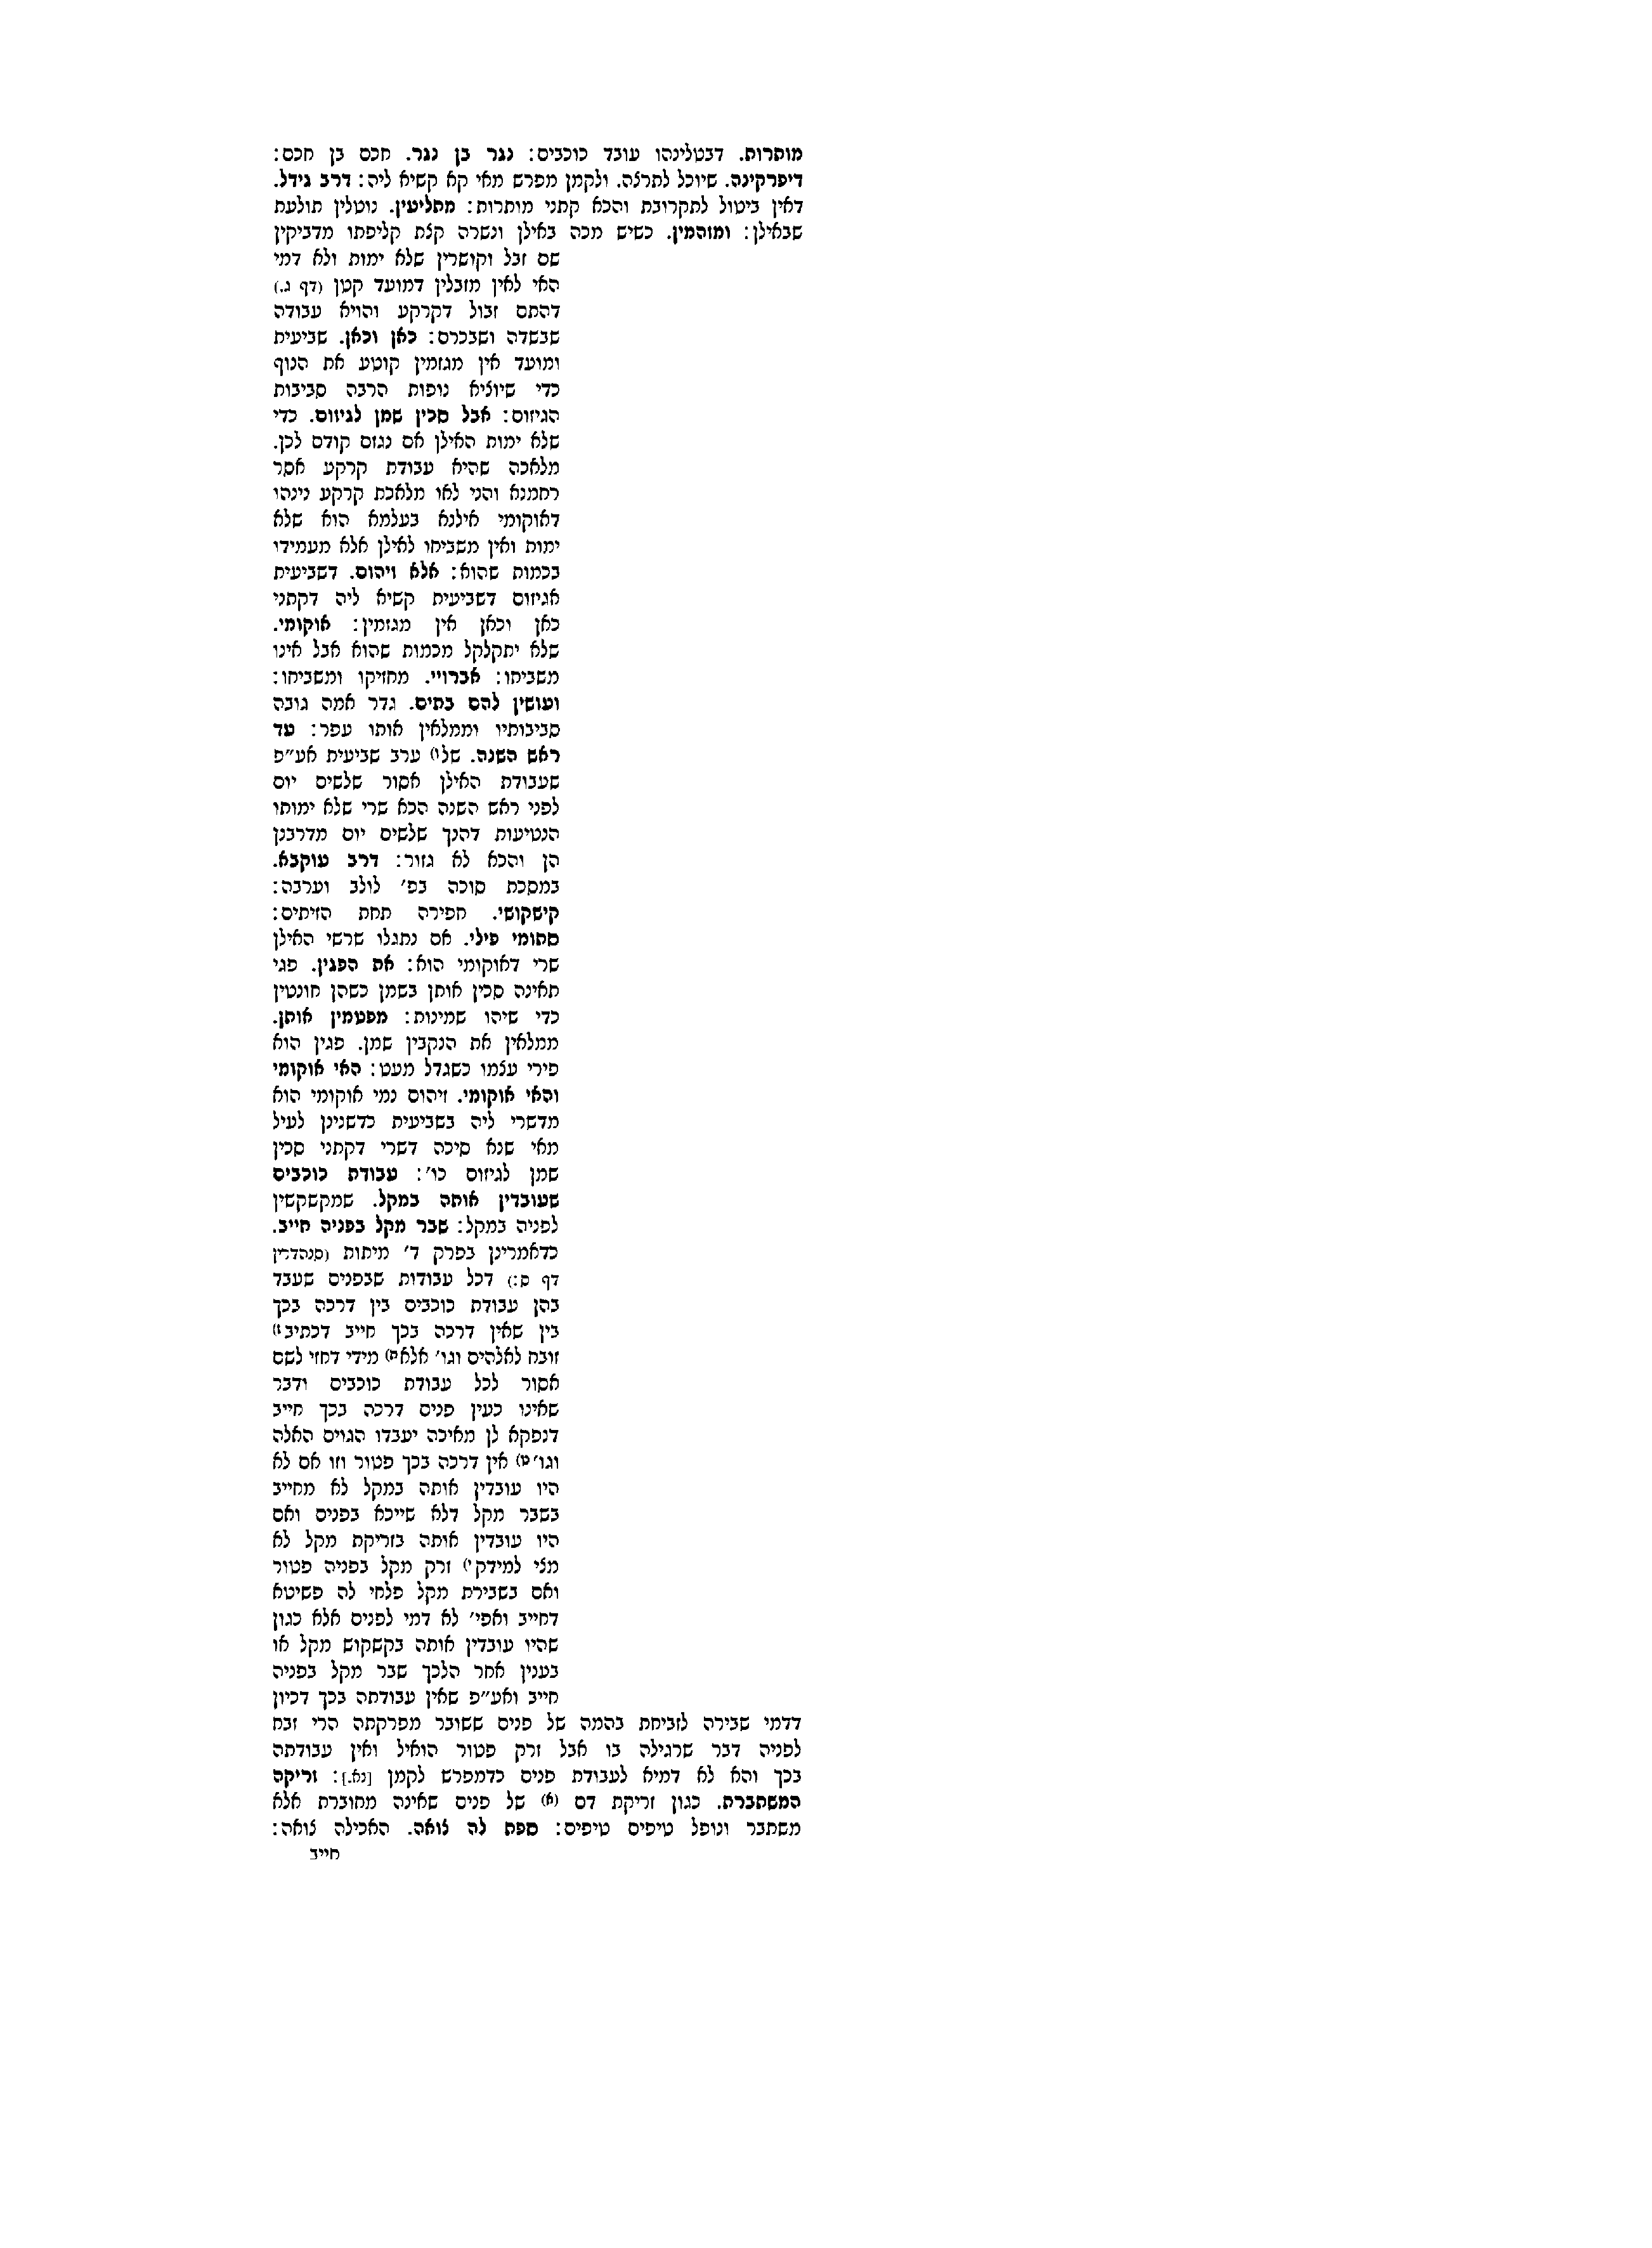 מותרות. דבטלינהו עובד כוכבים: נגר בן נגר. חכם בן חכם:
דיפרקינה. שיוכל לתרצה. ולקמן מפרש מאי קא קשיא ליה: דרב גידל.
דאין ביטול לתקרובת והכא קתני מותרות: מתליעין. נוטלין תולעת
שבאילן: ומזהמין. כשיש מכה באילן ונשרה קצת קליפתו מדביקין
שם זבל וקושרין שלא ימות ולא דמי
האי לאין מזבלין דמועד קטן (דף ג.)
דהתם זבול דקרקע והויא עבודה
שבשדה ושבכרם: כאן וכאן. שביעית
ומועד אין מגזמין קוטע את הנוף
כדי שיוציא נופות הרבה סביבות
הגיזום: אבל סכין שמן לגיזום. כדי
שלא ימות האילן אם נגזם קודם לכן.
מלאכה שהיא עבודת קרקע אסר
רחמנא והני לאו מלאכת קרקע נינהו
דאוקומי אילנא בעלמא הוא שלא
ימות ואין משביחו לאילן אלא מעמידו
בכמות שהוא: אלא זיהום. דשביעית
אגיזום דשביעית קשיא ליה דקתני
כאן וכאן אין מגזמין: אוקומי.
שלא יתקלקל מכמות שהוא אבל אינו
משביחו: אברויי. מחזיקו ומשביחו:
ועושין להם בתים. גדר אמה גובה
סביבותיו וממלאין אותו עפר: עד
ראש השנה. של⁠ו) ערב שביעית אע״פ
שעבודת האילן אסור שלשים יום
לפני ראש השנה הכא שרי שלא ימותו
הנטיעות דהנך שלשים יום מדרבנן
הן והכא לא גזור: דרב עוקבא.
במסכת סוכה בפ׳ לולב וערבה:
קישקושי. חפירה תחת הזיתים:
סתומי פילי. אם נתגלו שרשי האילן
שרי דאוקומי הוא: את הפגין. פגי
תאינה סכין אותן בשמן כשהן חונטין
כדי שיהו שמינות: מפעמין אותן.
ממלאין את הנקבין שמן. פגין הוא
פירי עצמו כשגדל מעט: האי אוקומי
והאי אוקומי. זיהום נמי אוקומי הוא
מדשרי ליה בשביעית כדשנינן לעיל
מאי שנא סיכה דשרי דקתני סכין
שמן לגיזום כו׳: עבודת כוכבים
שעובדין אותה במקל. שמקשקשין
לפניה במקל: שבר מקל בפניה חייב.
כדאמרינן בפרק ד׳ מיתות (סנהדרין
דף ס:) דכל עבודות שבפנים שעבד
בהן עבודת כוכבים בין דרכה בכך
בין שאין דרכה בכך חייב דכתיב ז)
זובח לאלהים וגו׳ אלא ח) מידי דחזי לשם
אסור לכל עבודת כוכבים ודבר
שאינו כעין פנים דרכה בכך חייב
דנפקא לן מאיכה יעבדו הגוים האלה
וגו׳ ט) אין דרכה בכך פטור וזו אם לא
היו עובדין אותה במקל לא מחייב
בשבר מקל דלא שייכא בפנים ואם
היו עובדין אותה בזריקת מקל לא
מצי למידק י) זרק מקל בפניה פטור
ואם בשבירת מקל פלחי לה פשיטא
דחייב ואפי׳ לא דמי לפנים אלא כגון
שהיו עובדין אותה בקשקוש מקל או
בענין אחר הלכך שבר מקל בפניה
חייב ואע״פ שאין עבודתה בכך דכיון
דדמי שבירה לזביחת בהמה של פנים ששובר מפרקתה הרי זבח
לפניה דבר שרגילה בו אבל זרק פטור הואיל ואין עבודתה
בכך והא לא דמיא לעבודת פנים כדמפרש לקמן [נא.]: זריקה
המשתברת. כגון זריקת דם (א) של פנים שאינה מחוברת אלא
משתבר ונופל טיפים טיפים: ספת לה צואה. האכילה צואה:
חייב